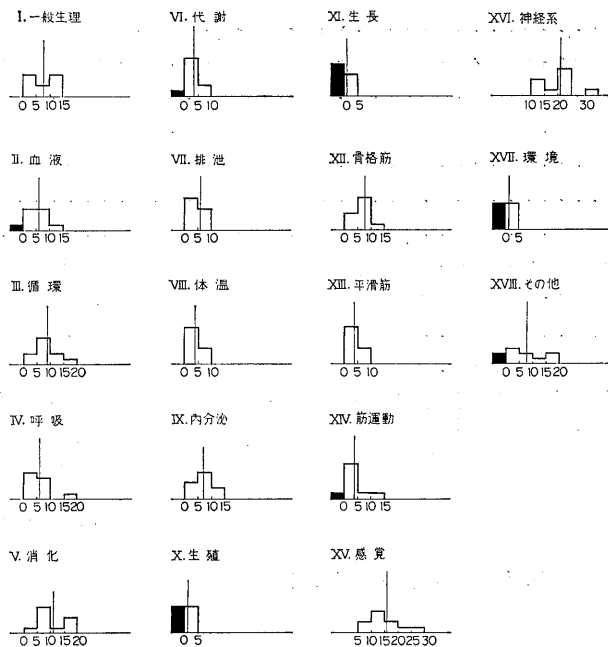 I. 一般生理
0 5 10 15
II. 血液
0 5 10 15
III. 循環
0 5 10 15 20
IV. 呼吸
0 5 10 15 20
V. 消化
0 5 10 15 20
VI. 代謝
0 5 10
VII. 排泄
0 5 10
VIII. 体温
0 5 10
IX. 内分泌
0 5 10 15
X. 生殖
0 5
XI. 生長
0 5
XII. 骨格筋
0 5 10 15
XIII. 平滑筋
0 5 10
XIV. 筋運動
0 5 10 15
XV. 感覚
5 10 15 20 25 30
XVI. 神経系
10 15 20 30
XVII. 環境
0 5
XVIII. その他
0 5 10 15 20